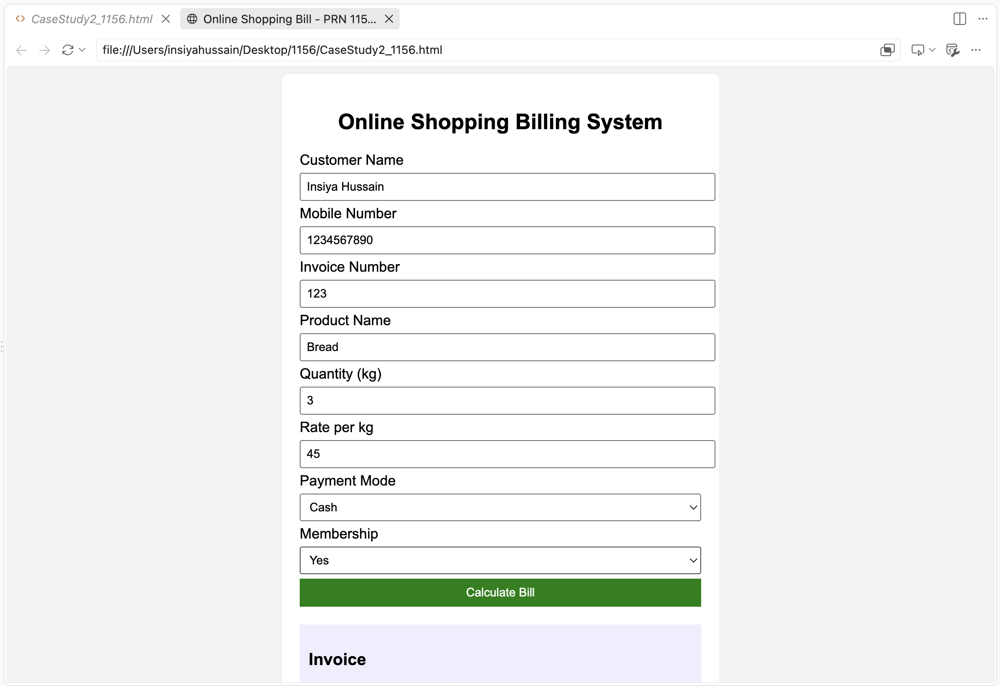 CaseStudy2_1156.html
Online Shopping Bill - PRN 115...
file:///Users/insiyahussain/Desktop/1156/CaseStudy2_1156.html
Online Shopping Billing System
Customer Name
Insiya Hussain
Mobile Number
1234567890
Invoice Number
123
Product Name
Bread
Quantity (kg)
3
Rate per kg
45
Payment Mode
Cash
Membership
Yes
Calculate Bill
Invoice